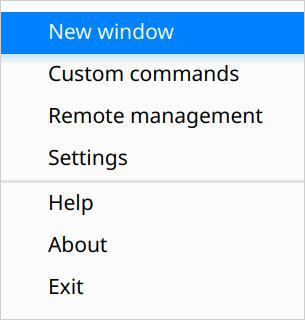 New window
Custom commands
Remote management
Settings
Help
About
Exit